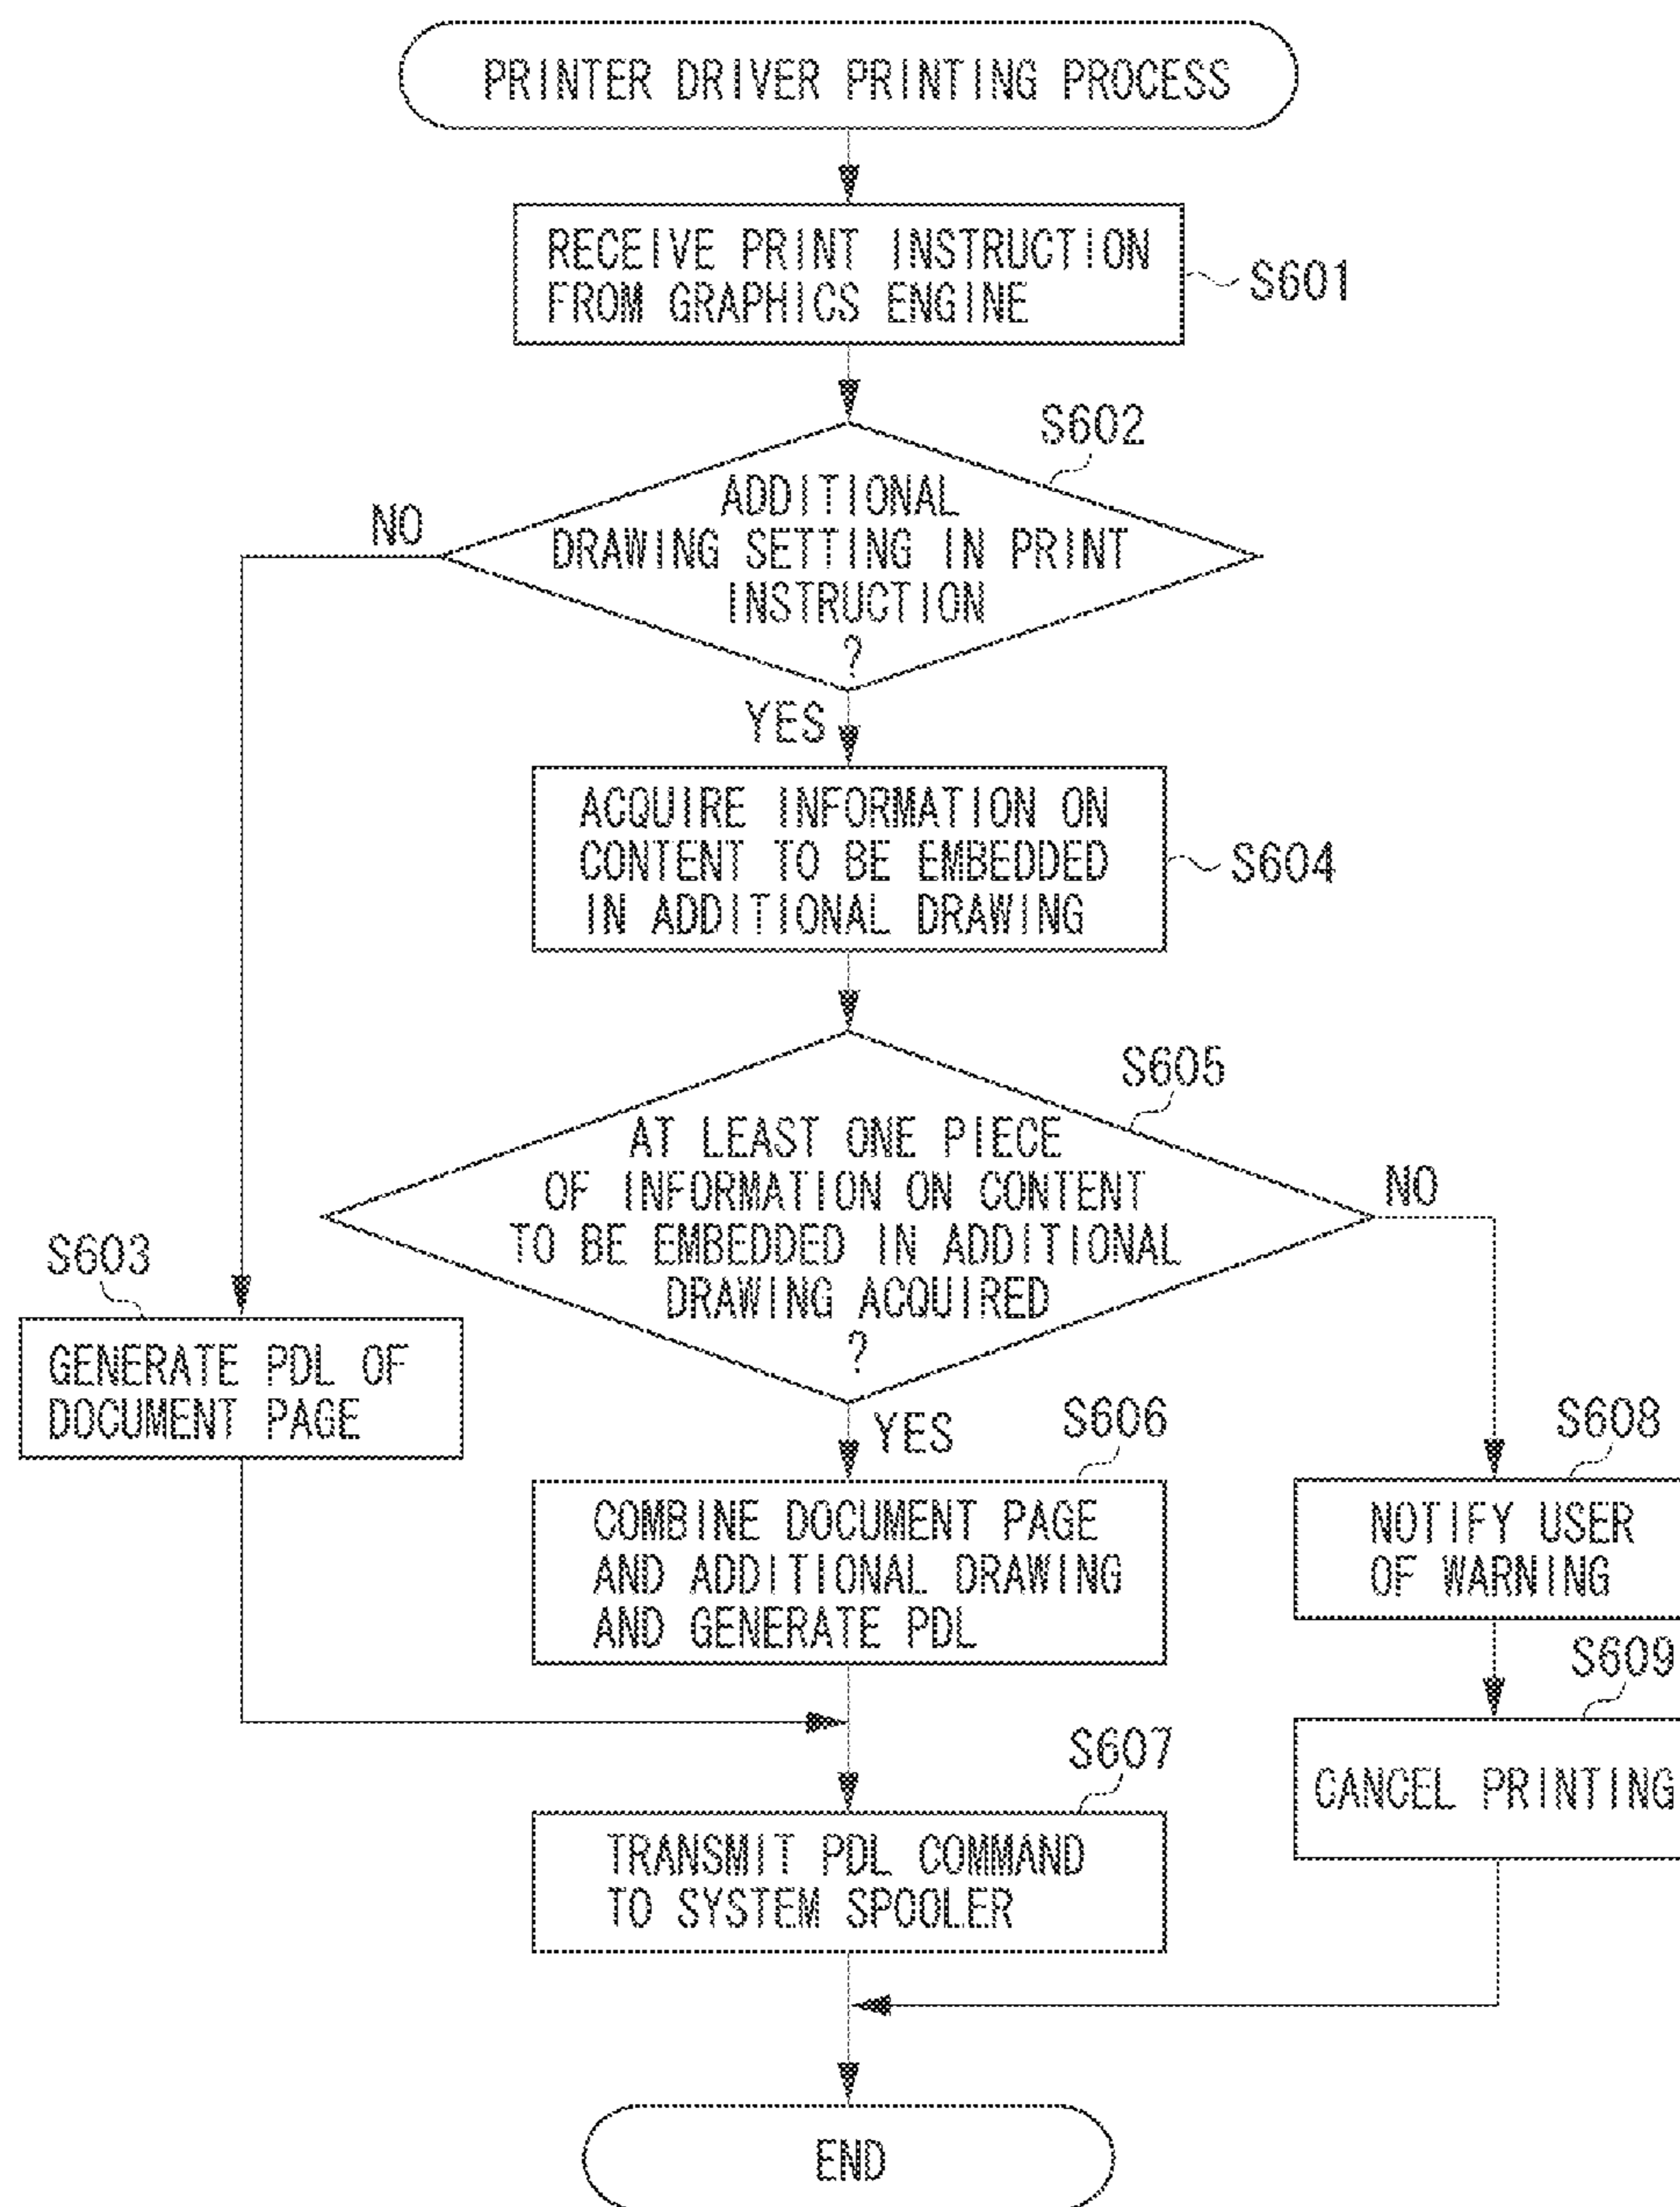 PRINTER DRIVER PRINTING PROCESS
RECEIVE PRINT INSTRUCTION
FROM GRAPHICS ENGINE
S601
S602
ADDITIONAL
DRAWING SETTING IN PRINT
INSTRUCTION
?
NO
YES
ACQUIRE INFORMATION ON
CONTENT TO BE EMBEDDED
IN ADDITIONAL DRAWING
S604
S605
AT LEAST ONE PIECE
OF INFORMATION ON CONTENT
TO BE EMBEDDED IN ADDITIONAL
DRAWING ACQUIRED
?
NO
YES
S603
GENERATE PDL OF
DOCUMENT PAGE
S606
COMBINE DOCUMENT PAGE
AND ADDITIONAL DRAWING
AND GENERATE PDL
S608
NOTIFY USER
OF WARNING
S609
CANCEL PRINTING
S607
TRANSMIT PDL COMMAND
TO SYSTEM SPOOLER
END